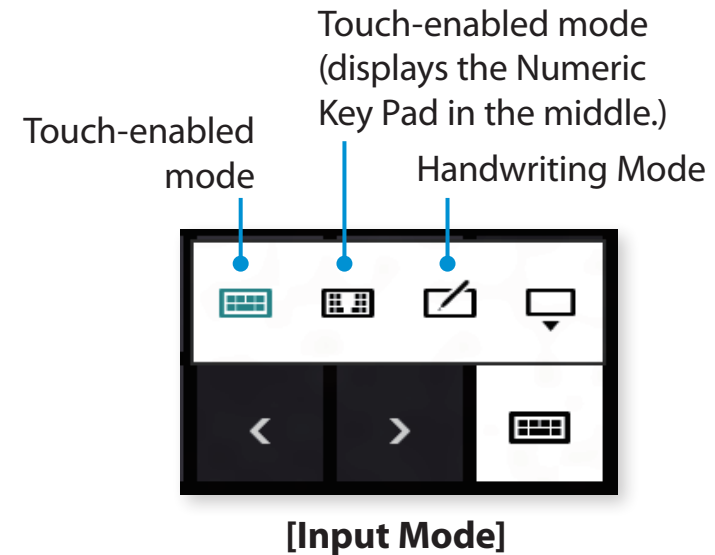 Touch-enabled mode
(displays the Numeric
Key Pad in the middle.)
Touch-enabled
mode
Handwriting Mode
[Input Mode]